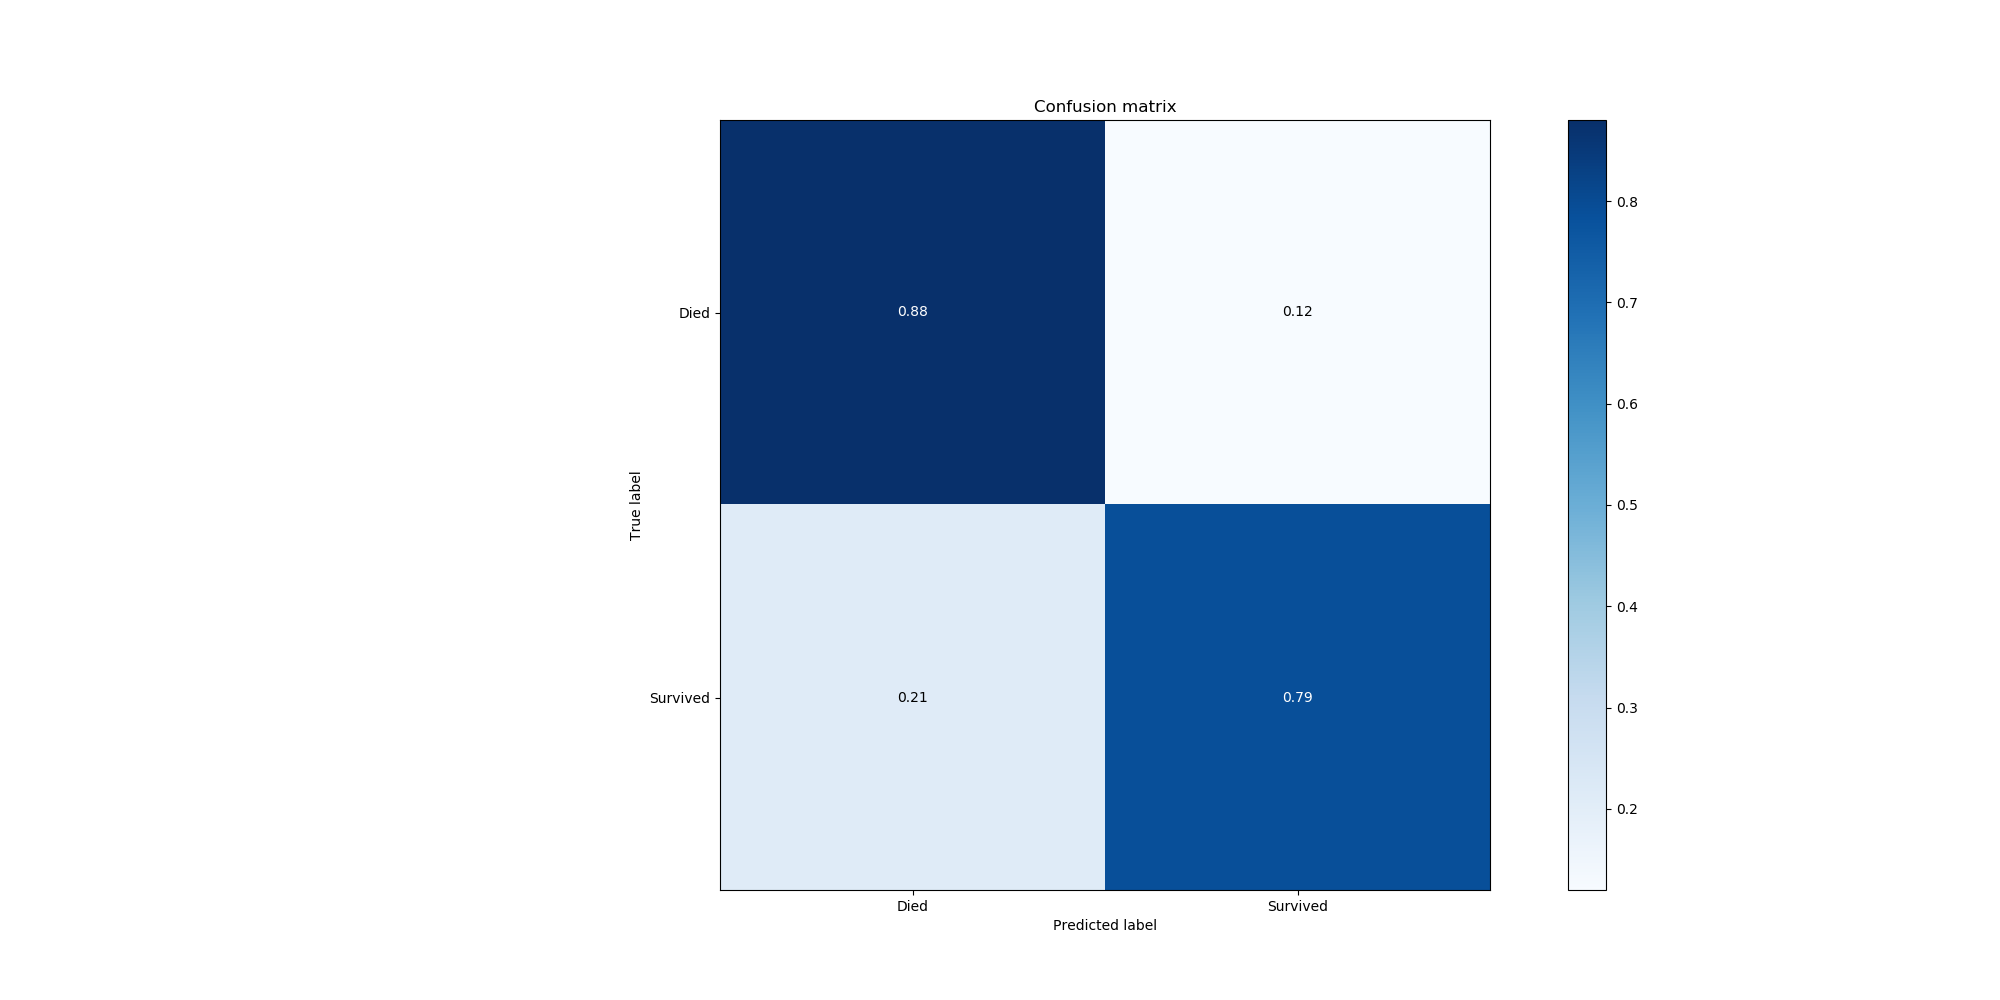 Confusion matrix
True label
Died
0.88
0.12
Survived
0.21
0.79
Died
Survived
Predicted label
0.8
0.7
0.6
0.5
0.4
0.3
0.2